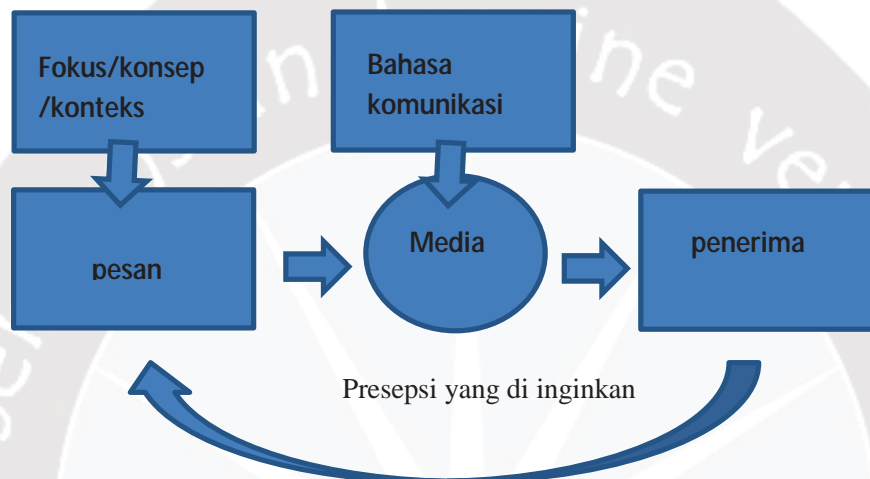 Fokus/konsep
/konteks
Bahasa
komunikasi
pesan
Media
penerima
Presepsi yang di inginkan